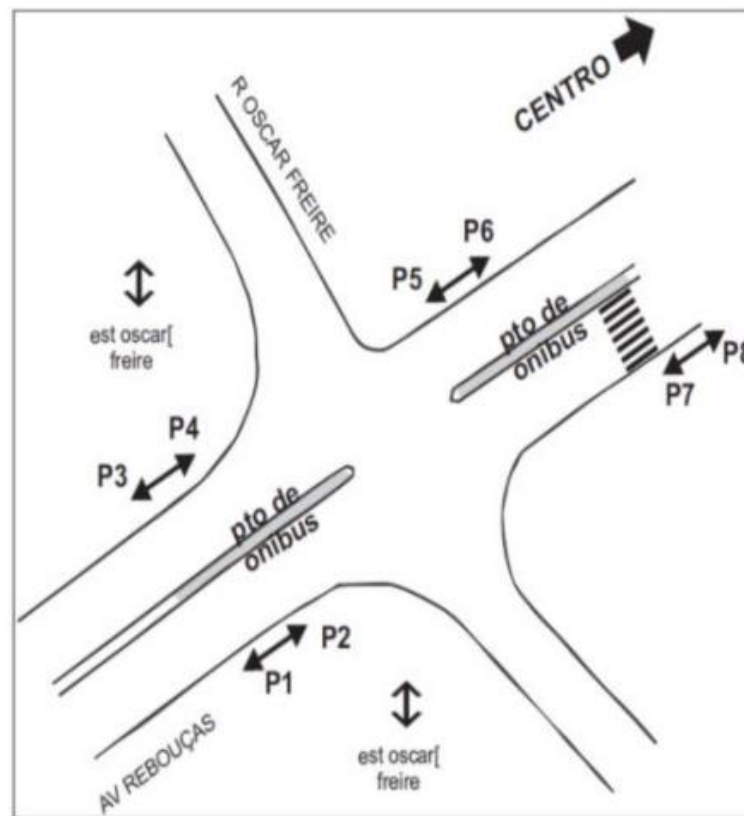 CENTRO
R OSCAR FREIRE
P6
P5
pto de
onibus
P8
P7
est oscar[
freire
P4
P3
pto de
onibus
P2
P1
AV REBOUÇAS
est oscar[
freire